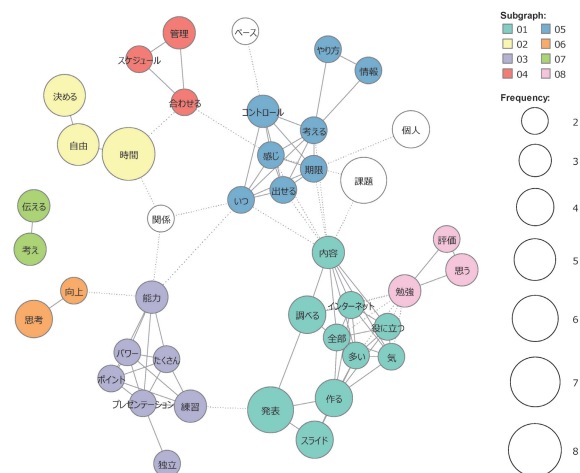 管理
スケジュール
合わせる
ペース
やり方
情報
コントロール
考える
個人
感じ
期限
課題
出せる
いつ
決める
自由
時間
関係
伝える
考え
向上
思考
能力
パワー
たくさん
ポイント
プレゼンテーション
練習
独立
内容
評価
思う
勉強
インターネット
調べる
役に立つ
全部
多い
気
作る
発表
スライド
Subgraph:
01 05
02 06
03 07
04 08
Frequency:
2
3
4
5
6
7
8